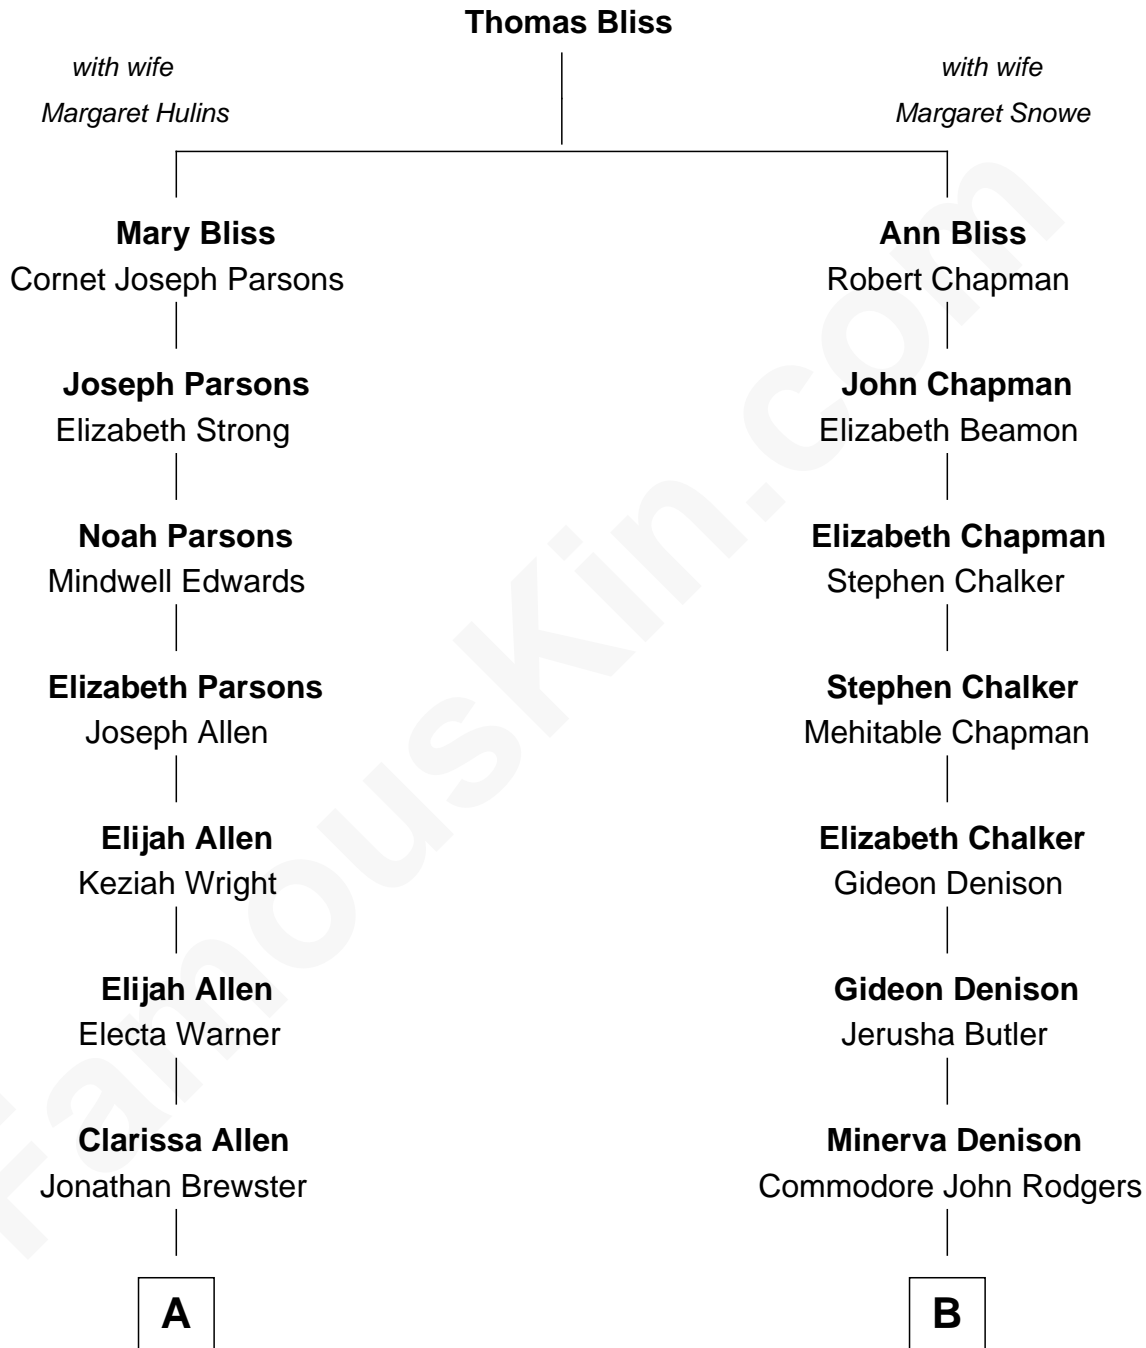 Thomas Bliss
with wife
Margaret Hulins
with wife
Margaret Snowe
Mary Bliss
Cornet Joseph Parsons
Ann Bliss
Robert Chapman
Joseph Parsons
Elizabeth Strong
John Chapman
Elizabeth Beamon
Noah Parsons
Mindwell Edwards
Elizabeth Chapman
Stephen Chalker
Elizabeth Parsons
Joseph Allen
Stephen Chalker
Mehitable Chapman
Elijah Allen
Keziah Wright
Elizabeth Chalker
Gideon Denison
Elijah Allen
Electa Warner
Gideon Denison
Jerusha Butler
Clarissa Allen
Jonathan Brewster
Minerva Denison
Commodore John Rodgers
A
B
FamousKin.com